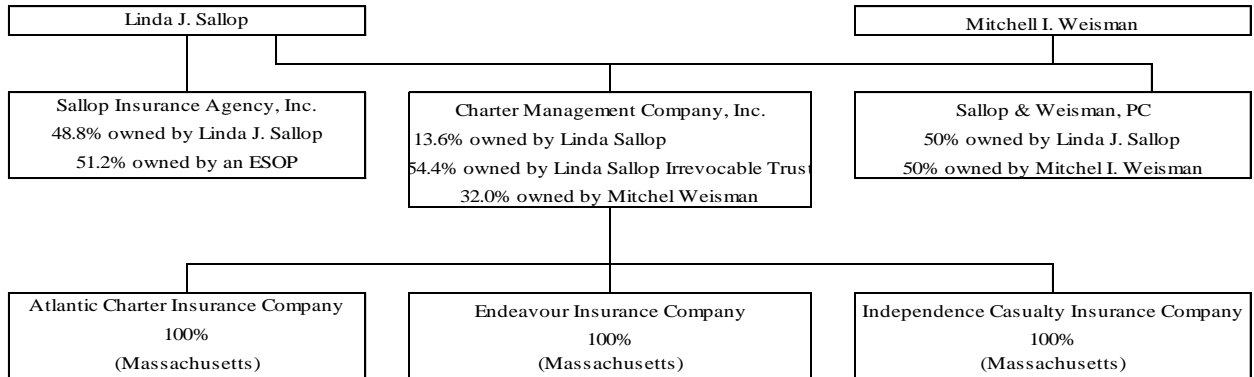 Linda J. Sallop
Mitchell I. Weisman
Sallop Insurance Agency, Inc.
48.8% owned by Linda J. Sallop
51.2% owned by an ESOP
Charter Management Company, Inc.
13.6% owned by Linda Sallop
54.4% owned by Linda Sallop Irrevocable Trust
32.0% owned by Mitchel Weisman
Sallop & Weisman, PC
50% owned by Linda J. Sallop
50% owned by Mitchel I. Weisman
Atlantic Charter Insurance Company
100%
(Massachusetts)
Endeavour Insurance Company
100%
(Massachusetts)
Independence Casualty Insurance Company
100%
(Massachusetts)